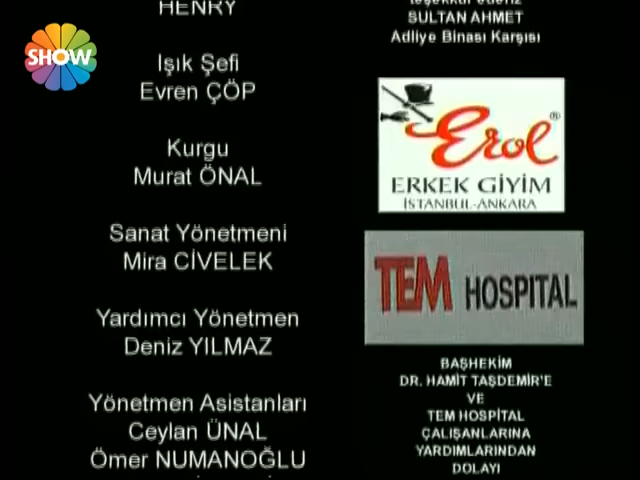 SHOW
HENRY
Işık Şefi
Evren ÇÖP
Kurgu
Murat ÖNAL
Sanat Yönetmeni
Mira CİVELEK
Yardımcı Yönetmen
Deniz YILMAZ
Yönetmen Asistanları
Ceylan ÜNAL
Ömer NUMANOĞLU
teşekkür ederiz
SULTAN AHMET
Adliye Binası Karşısı
Erol®
ERKEK GİYİM
İSTANBUL-ANKARA
TEM HOSPITAL
BAŞHEKİM
DR. HAMİT TAŞDEMİR'E
VE
TEM HOSPITAL
ÇALIŞANLARINA
YARDIMLARINDAN
DOLAYI